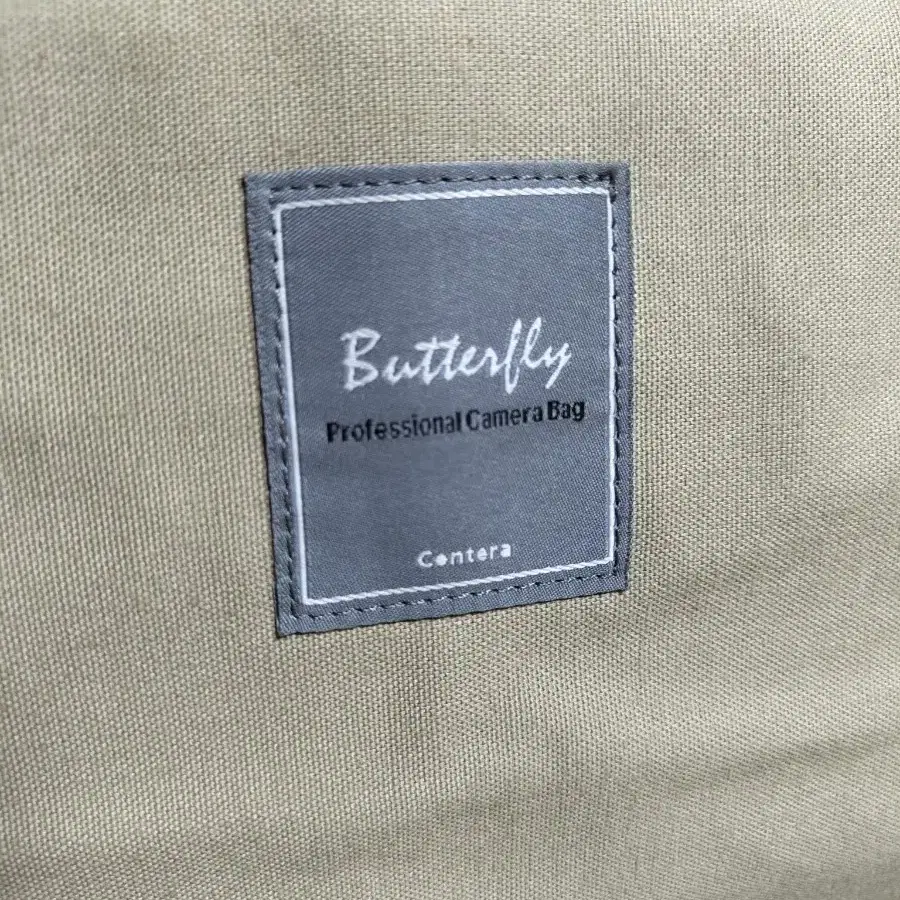 Butterfly
Professional Camera Bag
Contera